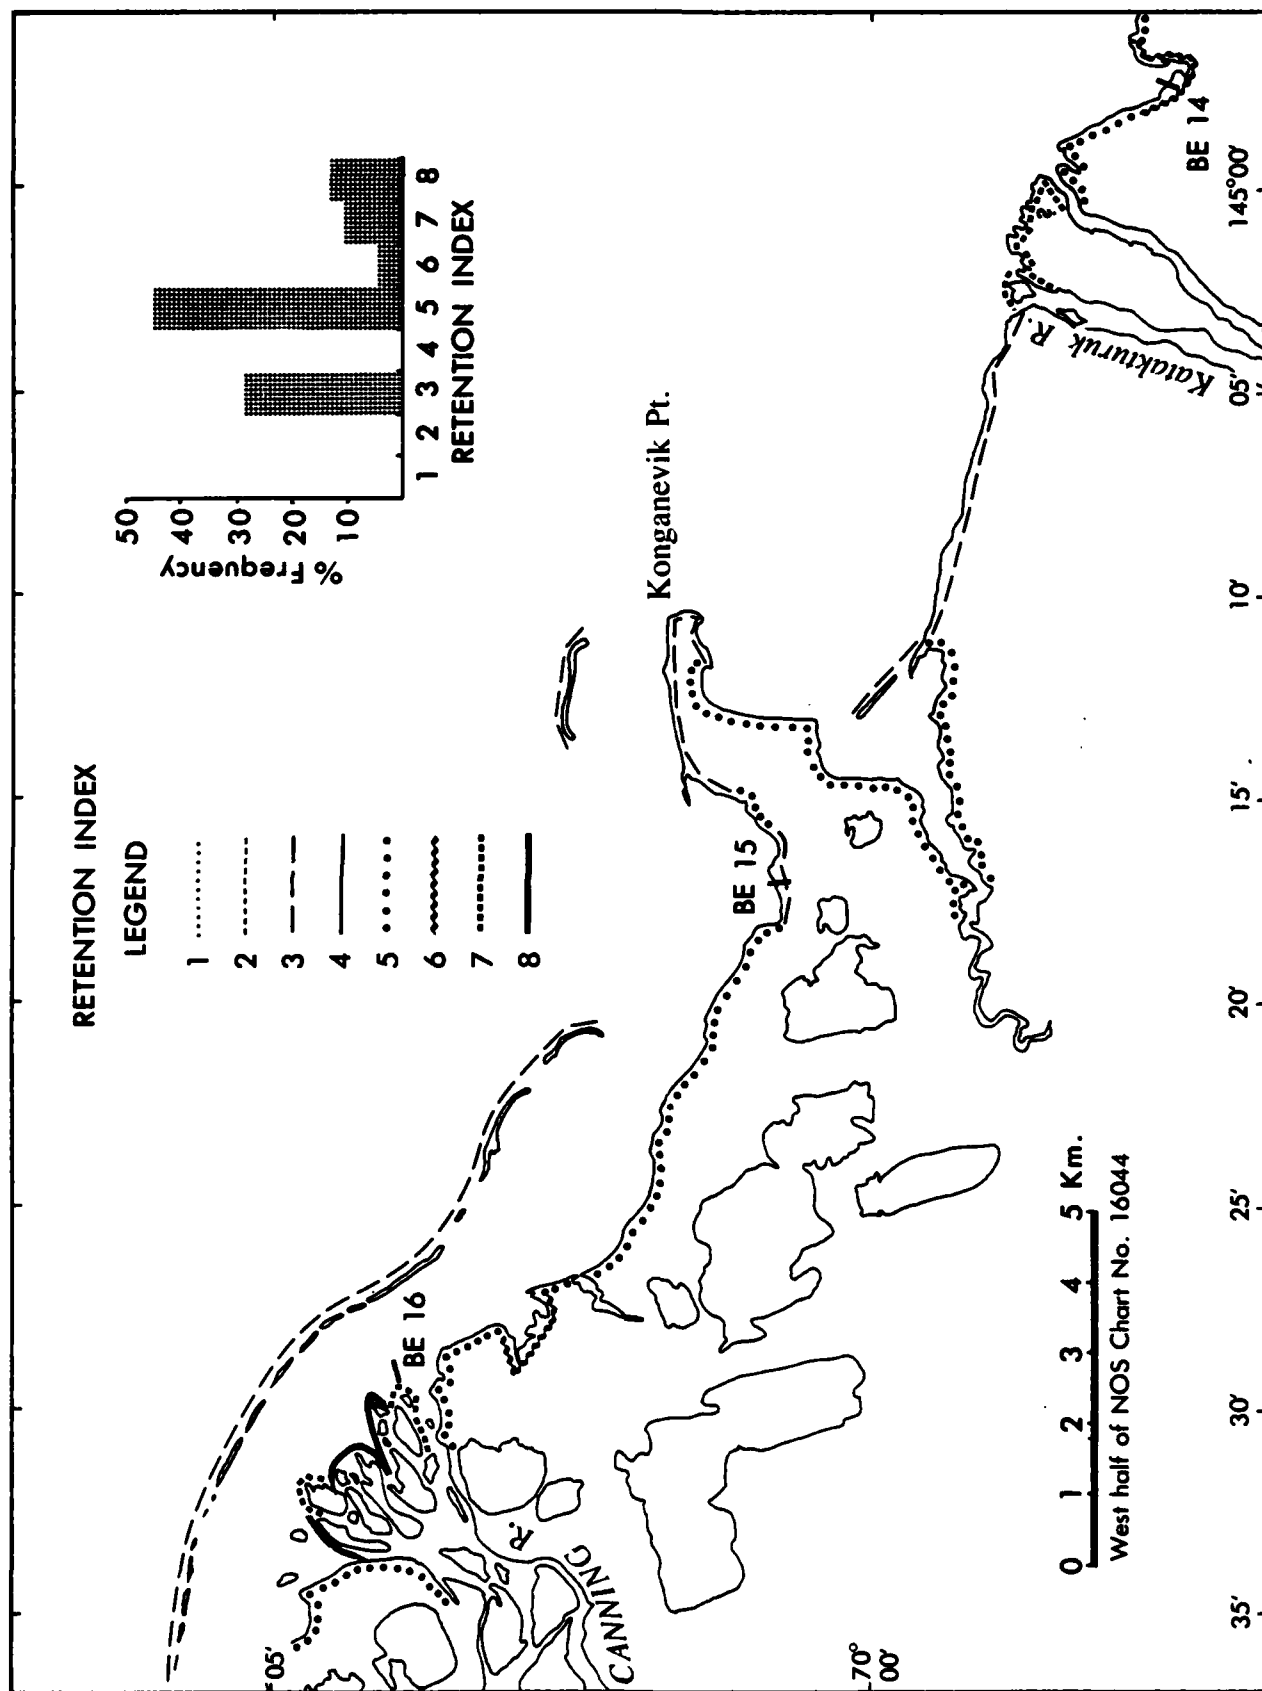 RETENTION INDEX
LEGEND
1
2
3
4
5
6
7
8
50
40
30
20
10
% Frequency
1 2 3 4 5 6 7 8
RETENTION INDEX
Konganevik Pt.
BE 16
BE 15
BE 14
CANNING R.
Katakturuk R.
05'
70°
00'
0 1 2 3 4 5 Km.
West half of NOS Chart No. 16044
35'
30'
25'
20'
15'
10'
05'
145°00'